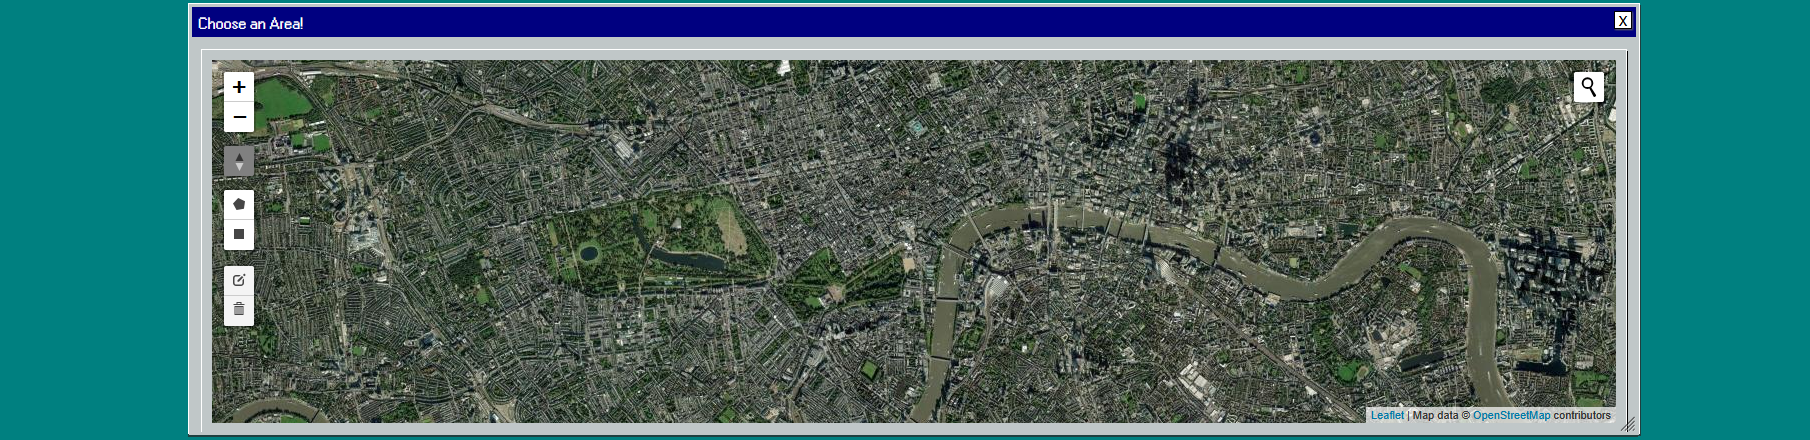 Choose an Area!
X
+
−
Leaflet | Map data © OpenStreetMap contributors